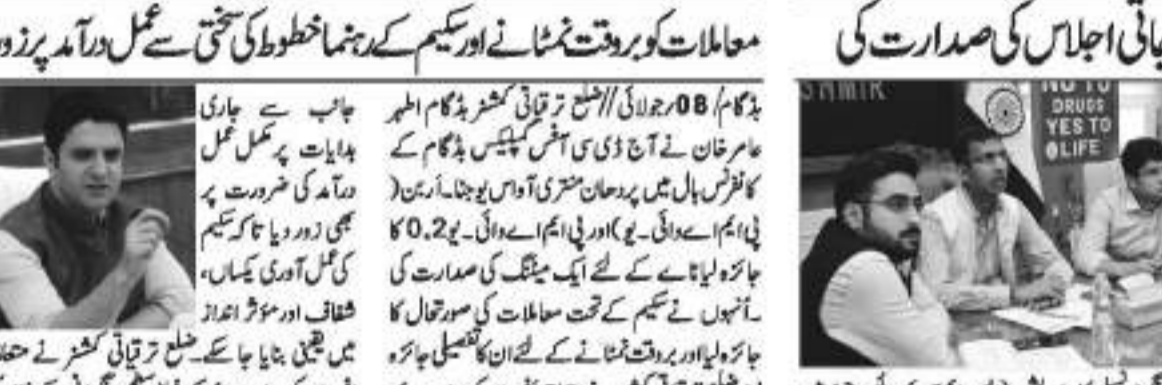 معاملات کو بروقت نمٹانے اور سکیم کے رہنما خطوط کی سختی سے عمل درآمد پر زور
بڈگام/ 08 جولائی//ضلع ترقیاتی کمشنر بڈگام اطہر
عامر خان نے آج ڈی سی آفس کمپلیکس بڈگام کے
کانفرنس ہال میں پردھان منتری آواس یوجنا۔اُربن(
پی ایم اے وائی۔یو)اور پی ایم اے وائی۔یو 0.2 کا
جائزہ لیا نے کے لئے ایک میٹنگ کی صدارت کی
۔اُنہوں نے سکیم کے تحت معاملات کی صورتحال کا
جائزہ لیا اور بروقت نمٹانے کے لئے ان کا تفصیلی جائزہ
جانب سے جاری
ہدایات پر مکمل عمل
درآمد کی ضرورت پر
بھی زور دیا تاکہ سکیم
کی عمل آوری یکساں،
شفاف اور مؤثر انداز
میں یقینی بنایا جاسکے۔ضلع ترقیاتی کمشنر نے
اجلاس کی صدارت کی
NO TO
DRUGS
YES TO
LIFE